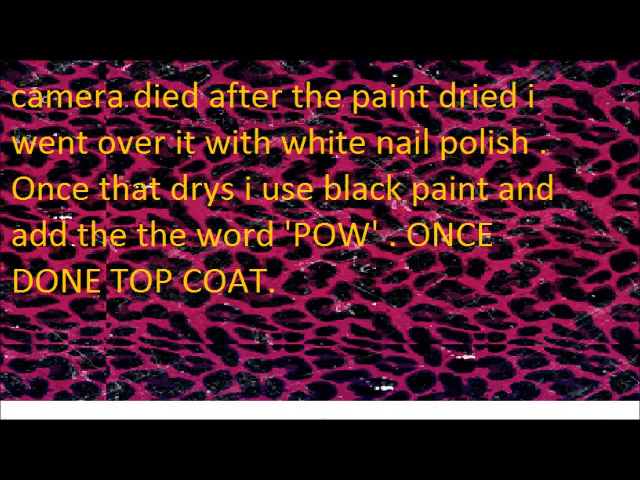 camera died after the paint dried i
went over it with white nail polish .
Once that drys i use black paint and
add the the word 'POW' . ONCE
DONE TOP COAT.